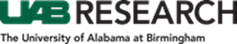 UAB RESEARCH
The University of Alabama at Birmingham